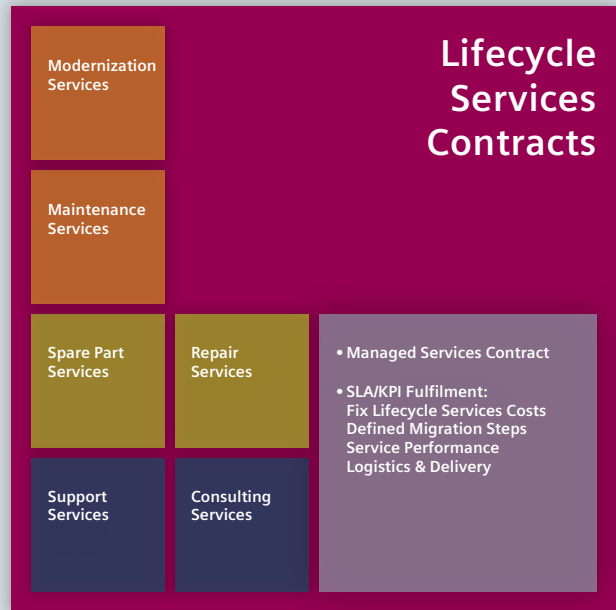 Lifecycle
Services
Contracts
Modernization
Services
Maintenance
Services
Spare Part
Services
Repair
Services
• Managed Services Contract
• SLA/KPI Fulfilment:
Fix Lifecycle Services Costs
Defined Migration Steps
Service Performance
Logistics & Delivery
Support
Services
Consulting
Services